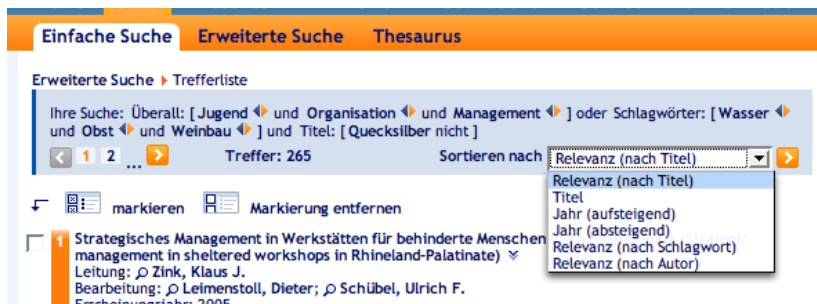 Einfache Suche Erweiterte Suche Thesaurus
Erweiterte Suche Trefferliste
Ihre Suche: Überall: [ Jugend und Organisation und Management ] oder Schlagwörter: [ Wasser
und Obst und Weinbau ] und Titel: [ Quecksilber nicht ]
1 2 ... Treffer: 265 Sortieren nach Relevanz (nach Titel)
Relevanz (nach Titel)
Titel
Jahr (aufsteigend)
Jahr (absteigend)
Relevanz (nach Schlagwort)
Relevanz (nach Autor)
markieren Markierung entfernen
1 Strategisches Management in Werkstätten für behinderte Menschen
management in sheltered workshops in Rhineland-Palatinate)
Leitung: Zink, Klaus J.
Bearbeitung: Leimenstoll, Dieter; Schübel, Ulrich F.
Erscheinungsjahr: 2005